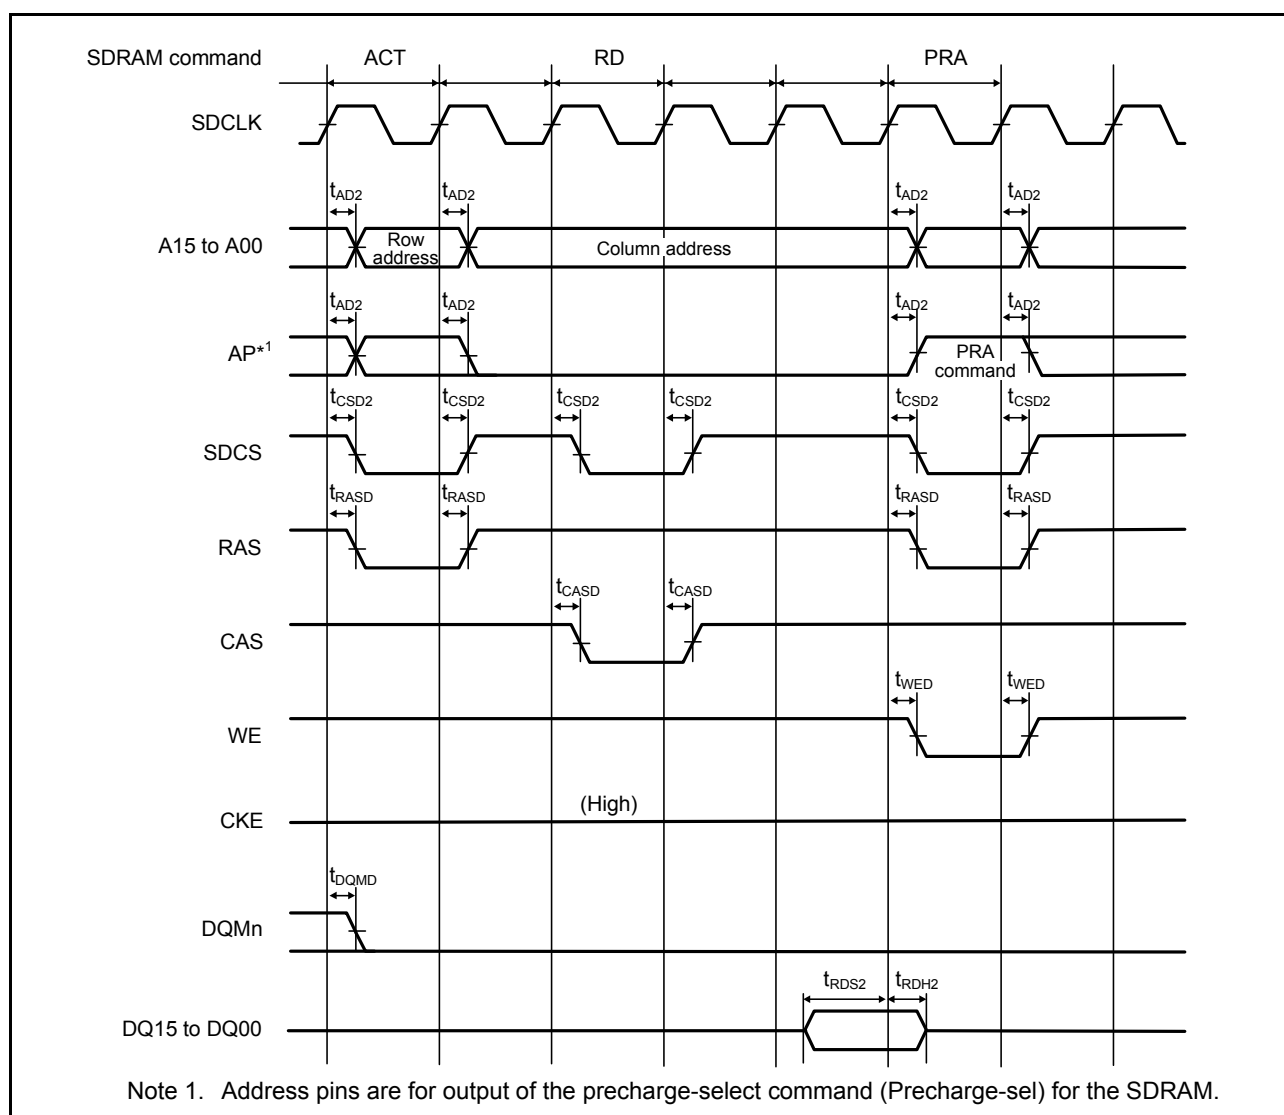 SDRAM command ACT RD PRA
SDCLK
tAD2 tAD2 tAD2 tAD2
A15 to A00 Row address Column address
tAD2 tAD2 tAD2 tAD2
AP*1 PRA command
tCSD2 tCSD2 tCSD2 tCSD2 tCSD2 tCSD2
SDCS
tRASD tRASD tRASD tRASD
RAS
tCASD tCASD
CAS
tWED tWED
WE
(High)
CKE
tDQMD
DQMn
tRDS2 tRDH2
DQ15 to DQ00
Note 1. Address pins are for output of the precharge-select command (Precharge-sel) for the SDRAM.